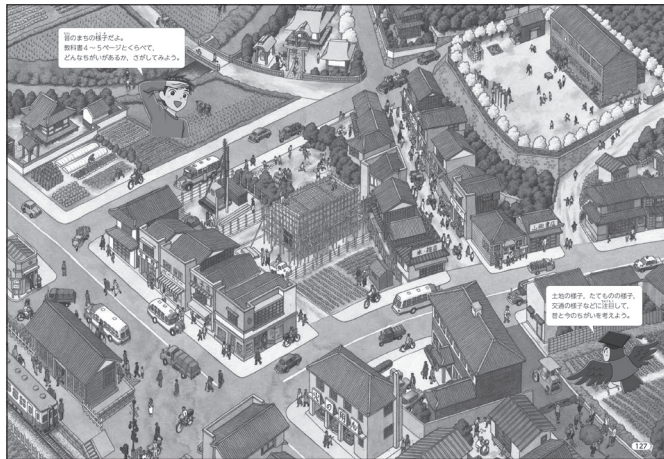 昔のまちの様子だよ。
教科書4～5ページとくらべて、
どんなちがいがあるか、さがしてみよう。
土地の様子、たてものの様子、
交通の様子などに注目して、
昔と今のちがいを考えよう。
127